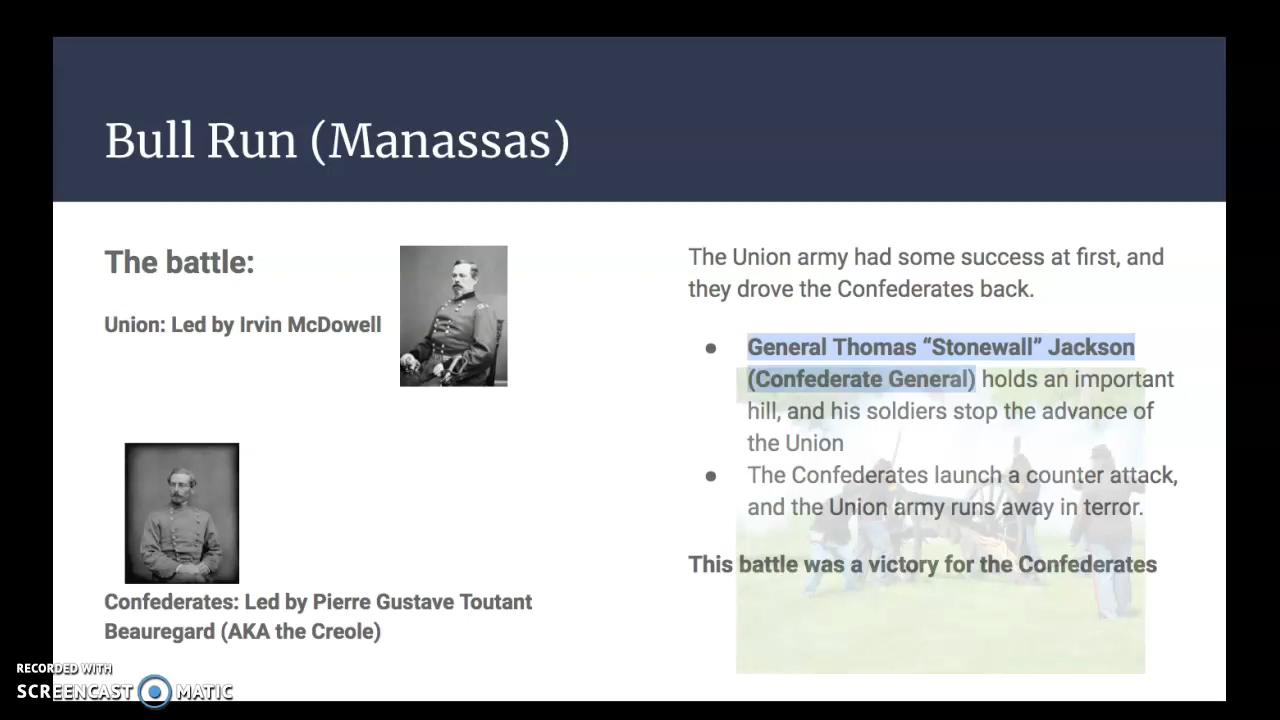 Bull Run (Manassas)
The battle:
Union: Led by Irvin McDowell
Confederates: Led by Pierre Gustave Toutant
Beauregard (AKA the Creole)
The Union army had some success at first, and
they drove the Confederates back.
● General Thomas “Stonewall” Jackson
(Confederate General) holds an important
hill, and his soldiers stop the advance of
the Union
● The Confederates launch a counter attack,
and the Union army runs away in terror.
This battle was a victory for the Confederates
RECORDED WITH
SCREENCAST MATIC